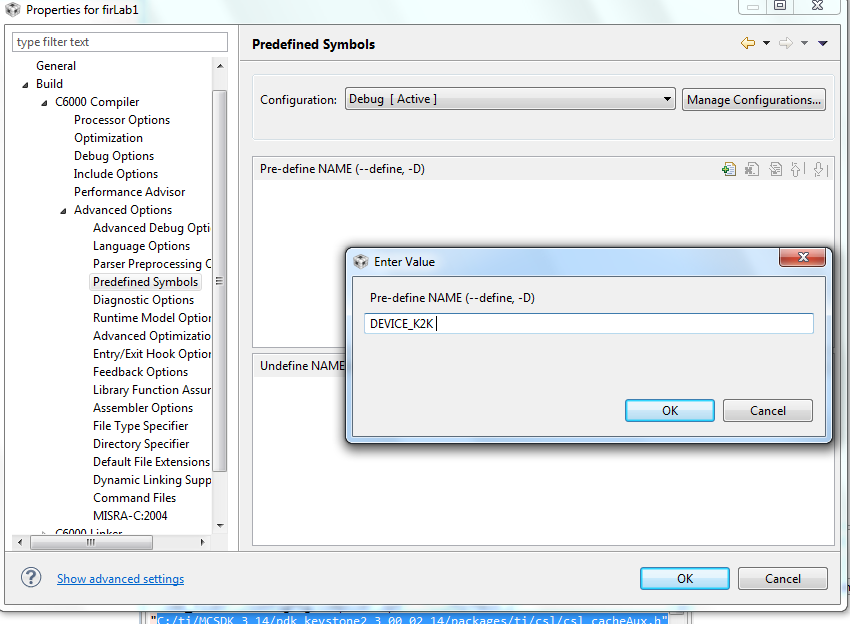 Properties for firLab1
type filter text
General
Build
C6000 Compiler
Processor Options
Optimization
Debug Options
Include Options
Performance Advisor
Advanced Options
Advanced Debug Opti
Language Options
Parser Preprocessing C
Predefined Symbols
Diagnostic Options
Runtime Model Option
Advanced Optimizatio
Entry/Exit Hook Option
Feedback Options
Library Function Assur
Assembler Options
File Type Specifier
Directory Specifier
Default File Extensions
Dynamic Linking Supp
Command Files
MISRA-C:2004
C6000 Linker
Predefined Symbols
Configuration: Debug [ Active ] Manage Configurations...
Pre-define NAME (--define, -D)
Enter Value
Pre-define NAME (--define, -D)
DEVICE_K2K
OK Cancel
Undefine NAME
? Show advanced settings OK Cancel
"C:/ti/MCSDK_3_14/pdk_keystone2_3_00_02_14/packages/ti/csl/csl_cacheAux.h"